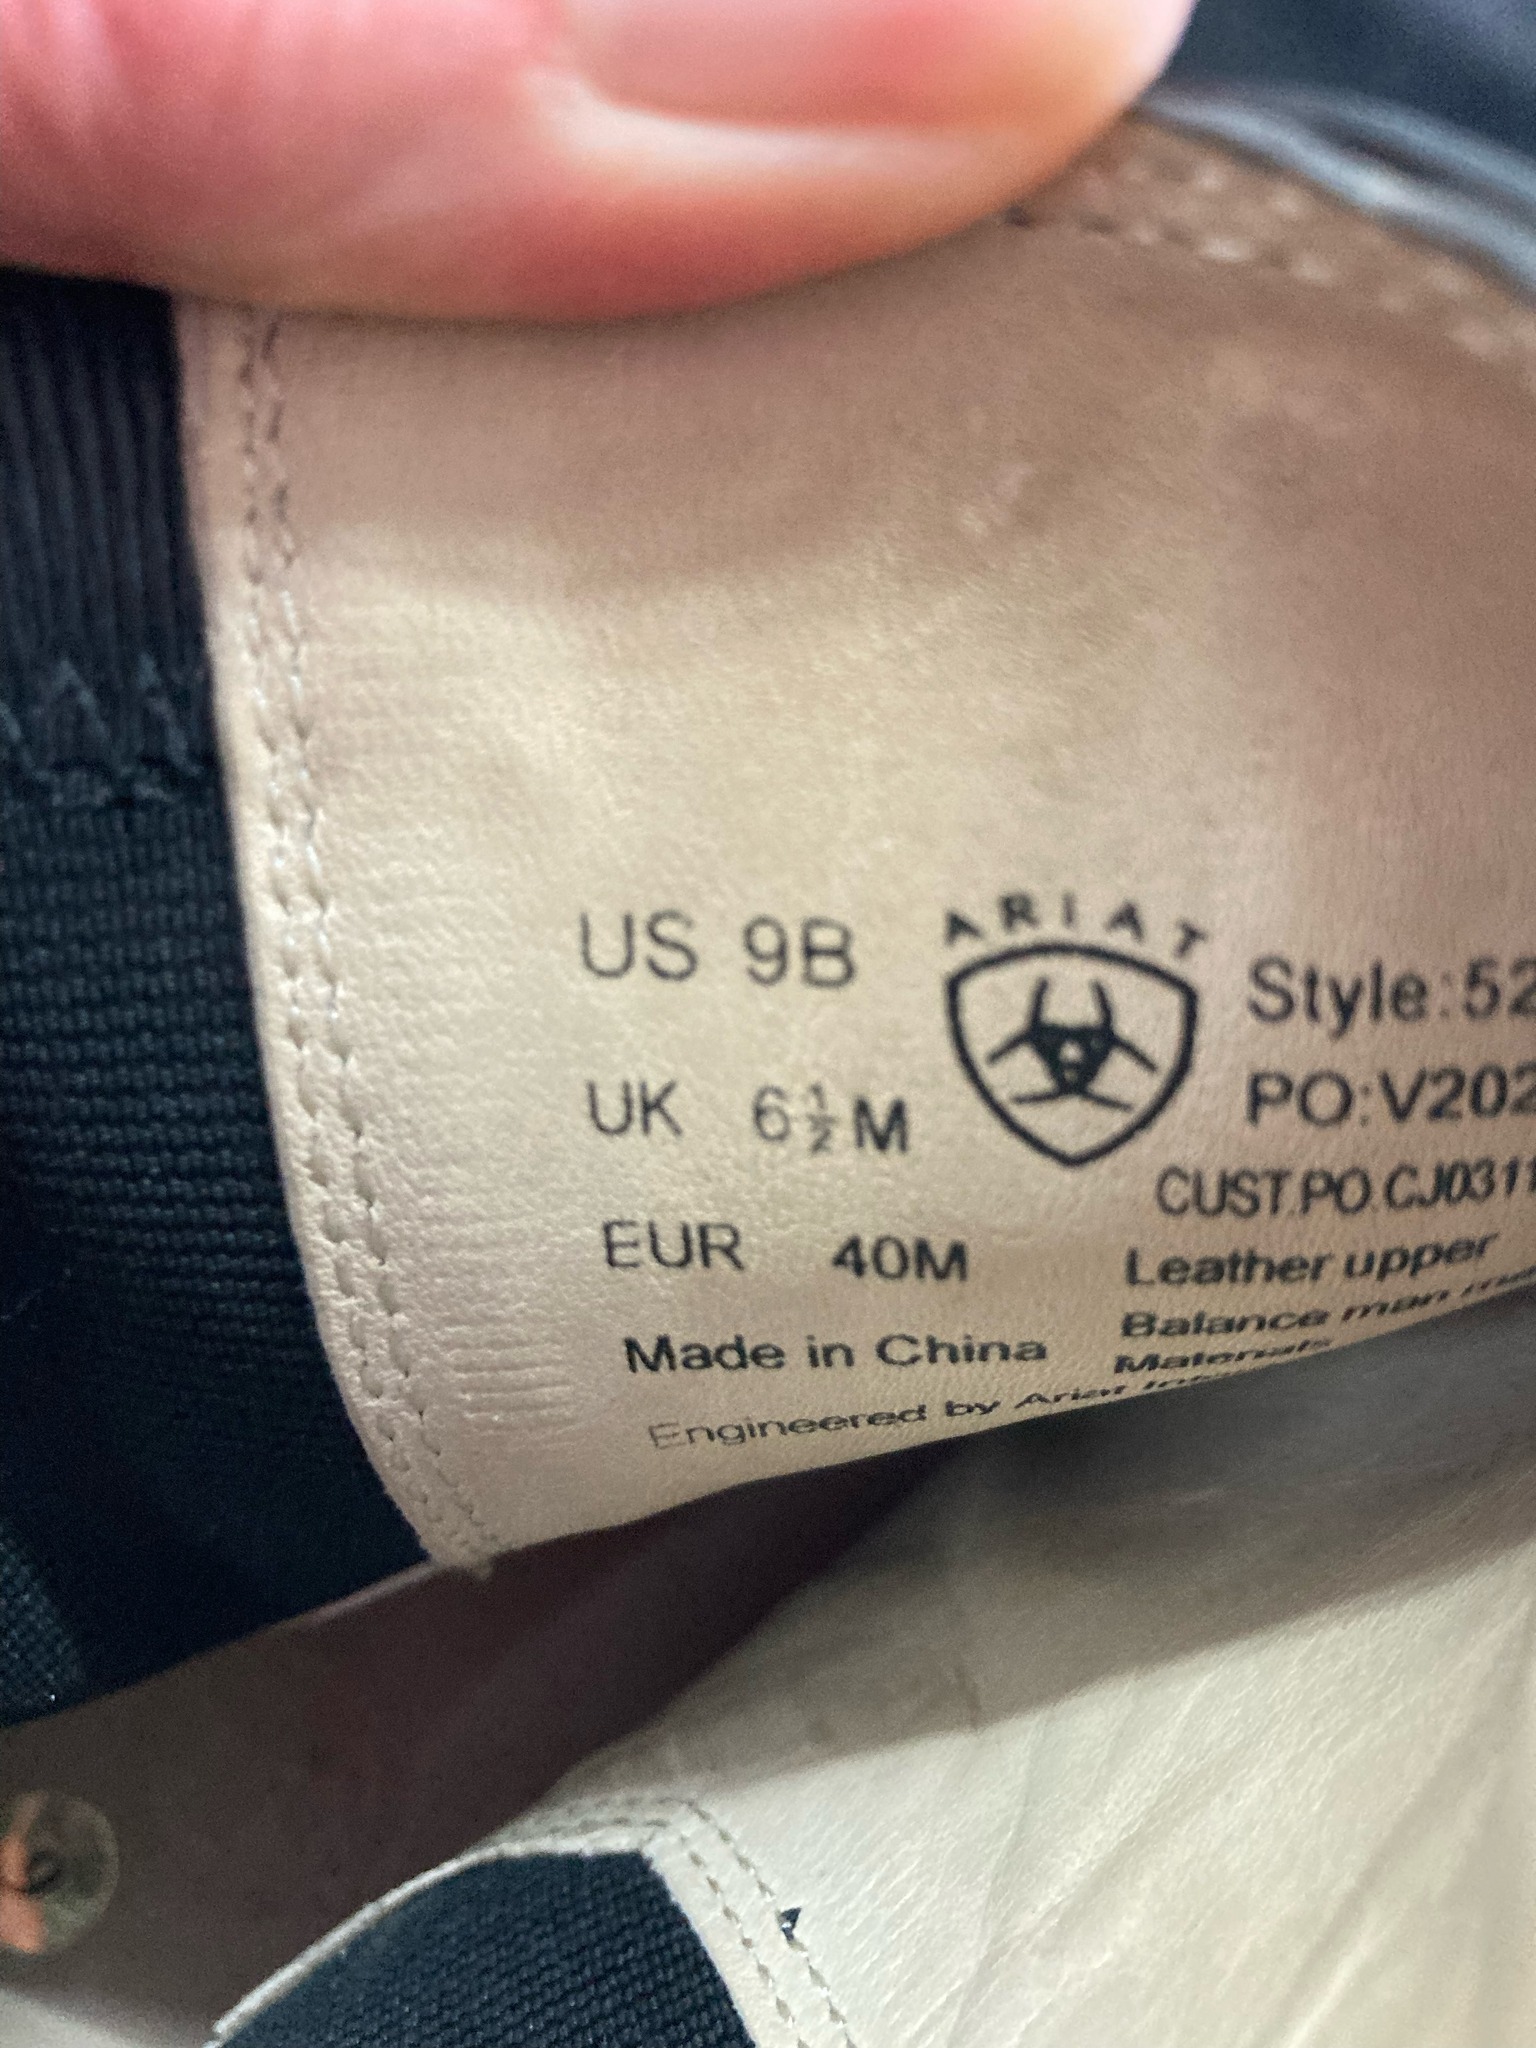 US 9B
UK 6½M
EUR 40M
Made in China
Engineered by Ariat
ARIAT
Style:52
PO:V202
CUST.PO.CJ0311
Leather upper
Balance man
Materials